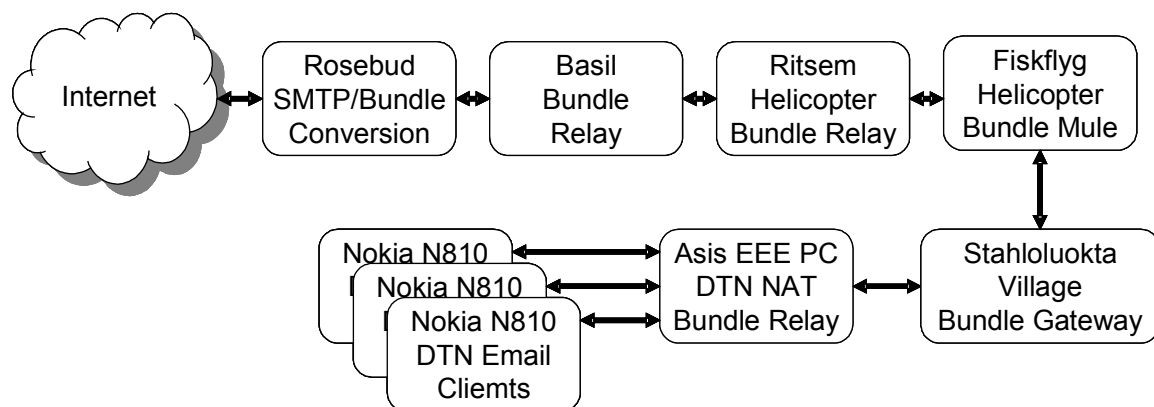 Internet
Rosebud
SMTP/Bundle
Conversion
Basil
Bundle
Relay
Ritsem
Helicopter
Bundle Relay
Fiskflyg
Helicopter
Bundle Mule
Nokia N810
Nokia N810
Nokia N810
DTN Email
Cliemts
Asis EEE PC
DTN NAT
Bundle Relay
Stahloluokta
Village
Bundle Gateway